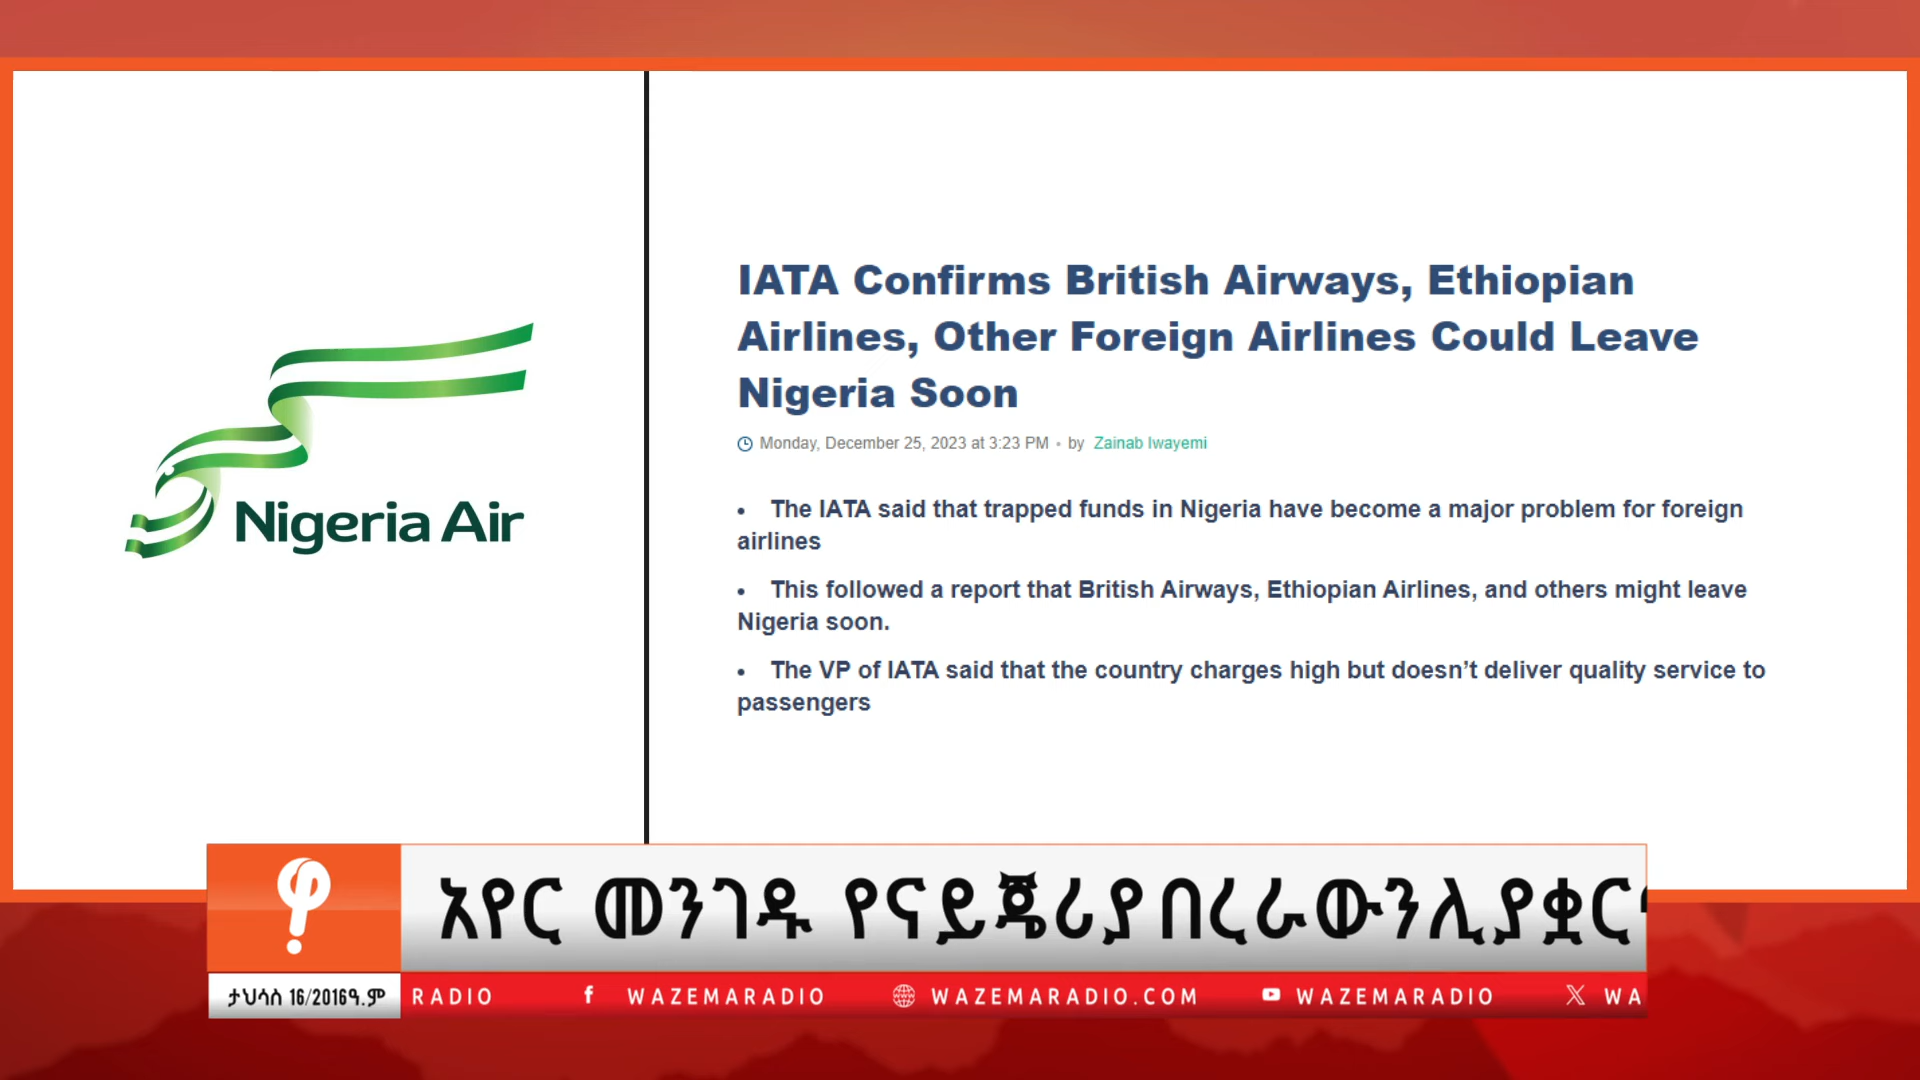 Nigeria Air
IATA Confirms British Airways, Ethiopian
Airlines, Other Foreign Airlines Could Leave
Nigeria Soon
Monday, December 25, 2023 at 3:23 PM • by Zainab Iwayemi
• The IATA said that trapped funds in Nigeria have become a major problem for foreign
airlines
• This followed a report that British Airways, Ethiopian Airlines, and others might leave
Nigeria soon.
• The VP of IATA said that the country charges high but doesn’t deliver quality service to
passengers
አየር መንገዱ የናይጄሪያ በረራውን ሊያቋር
ታህሳስ 16/2016ዓ.ም
RADIO WAZEMARADIO WAZEMARADIO.COM WAZEMARADIO WA